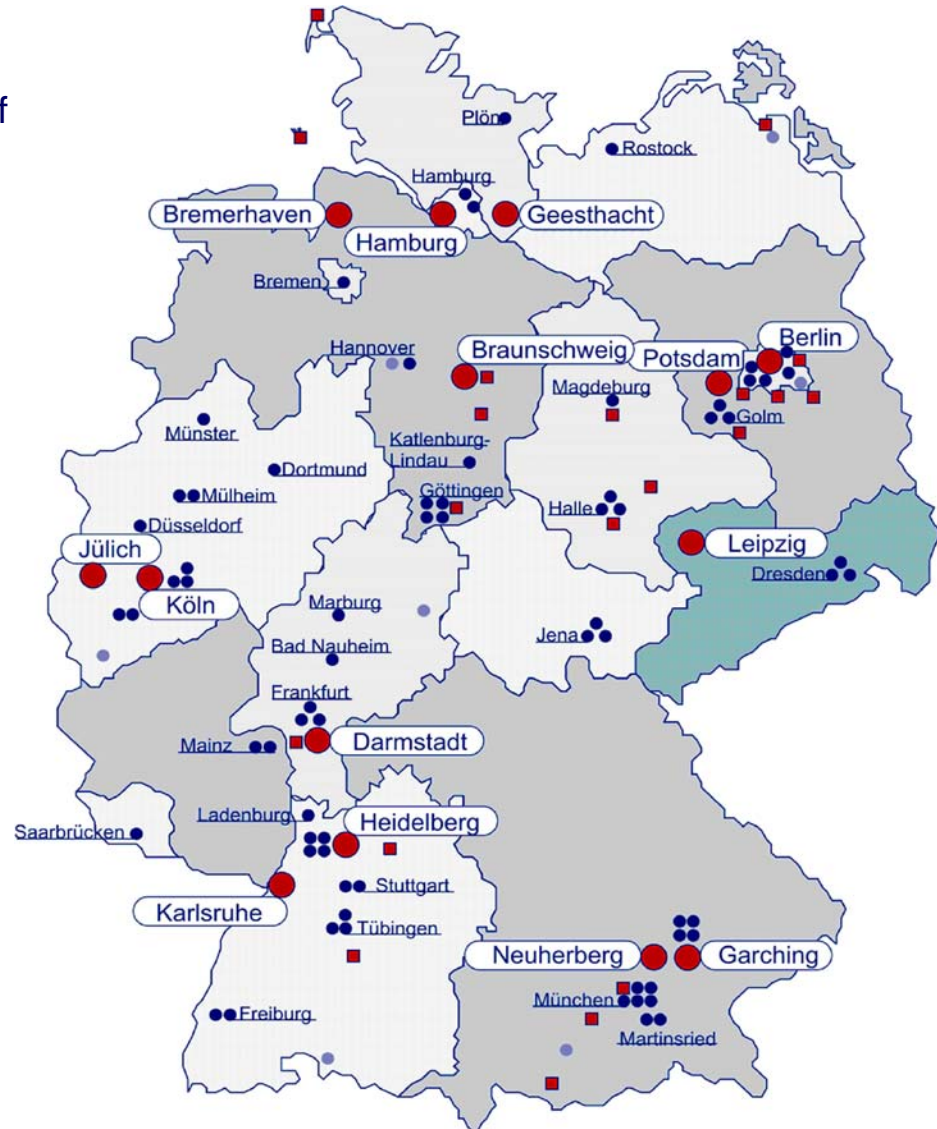 f
Plön
Rostock
Hamburg
Bremerhaven
Hamburg
Geesthacht
Bremen
Hannover
Braunschweig
Potsdam
Berlin
Magdeburg
Golm
Münster
Katlenburg-
Lindau
Dortmund
Mülheim
Göttingen
Halle
Düsseldorf
Jülich
Leipzig
Dresden
Köln
Marburg
Jena
Bad Nauheim
Frankfurt
Mainz
Darmstadt
Ladenburg
Saarbrücken
Heidelberg
Stuttgart
Karlsruhe
Tübingen
Neuherberg
Garching
München
Freiburg
Martinsried